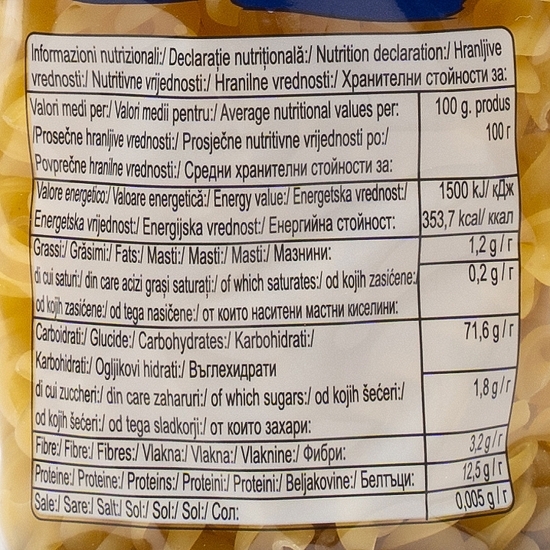 Informazioni nutrizionali:/ Declarație nutrițională:/ Nutrition declaration:/ Hranljive
vrednosti:/ Nutritivne vrijednosti:/ Hranilne vrednosti:/ Хранителни стойности за:
Valori medi per:/ Valori medii pentru:/ Average nutritional values per:
/Prosečne hranljive vrednosti:/ Prosječne nutritivne vrijednosti po:/
Povprečne hranilne vrednosti:/ Средни хранителни стойности за:
100 g. produs
100 г
Valore energetico:/ Valoare energetică:/ Energy value:/ Energetska vrednost:/
Energetska vrijednost:/ Energijska vrednost:/ Енергийна стойност:
1500 kJ/ кДж
353,7 kcal/ ккал
Grassi:/ Grăsimi:/ Fats:/ Masti:/ Masti:/ Masti:/ Мазнини:
1,2 g / г
di cui saturi:/ din care acizi grași saturați:/ of which saturates:/ od kojih zasićene:/
od kojih zasićene:/ od tega nasičene:/ от които наситени мастни киселини:
0,2 g / г
Carboidrati:/ Glucide:/ Carbohydrates:/ Karbohidrati:/
Karbohidrati:/ Ogljikovi hidrati:/ Въглехидрати
71,6 g / г
di cui zuccheri:/ din care zaharuri:/ of which sugars:/ od kojih šećeri:/
od kojih šećeri:/ od tega sladkorji:/ от които захари:
1,8 g / г
Fibre:/ Fibre:/ Fibres:/ Vlakna:/ Vlakna:/ Vlaknine:/ Фибри:
3,2 g / г
Proteine:/ Proteine:/ Proteins:/ Proteini:/ Proteini:/ Beljakovine:/ Белтъци:
12,5 g / г
Sale:/ Sare:/ Salt:/ Sol:/ Sol:/ Sol:/ Сол:
0,005 g / г